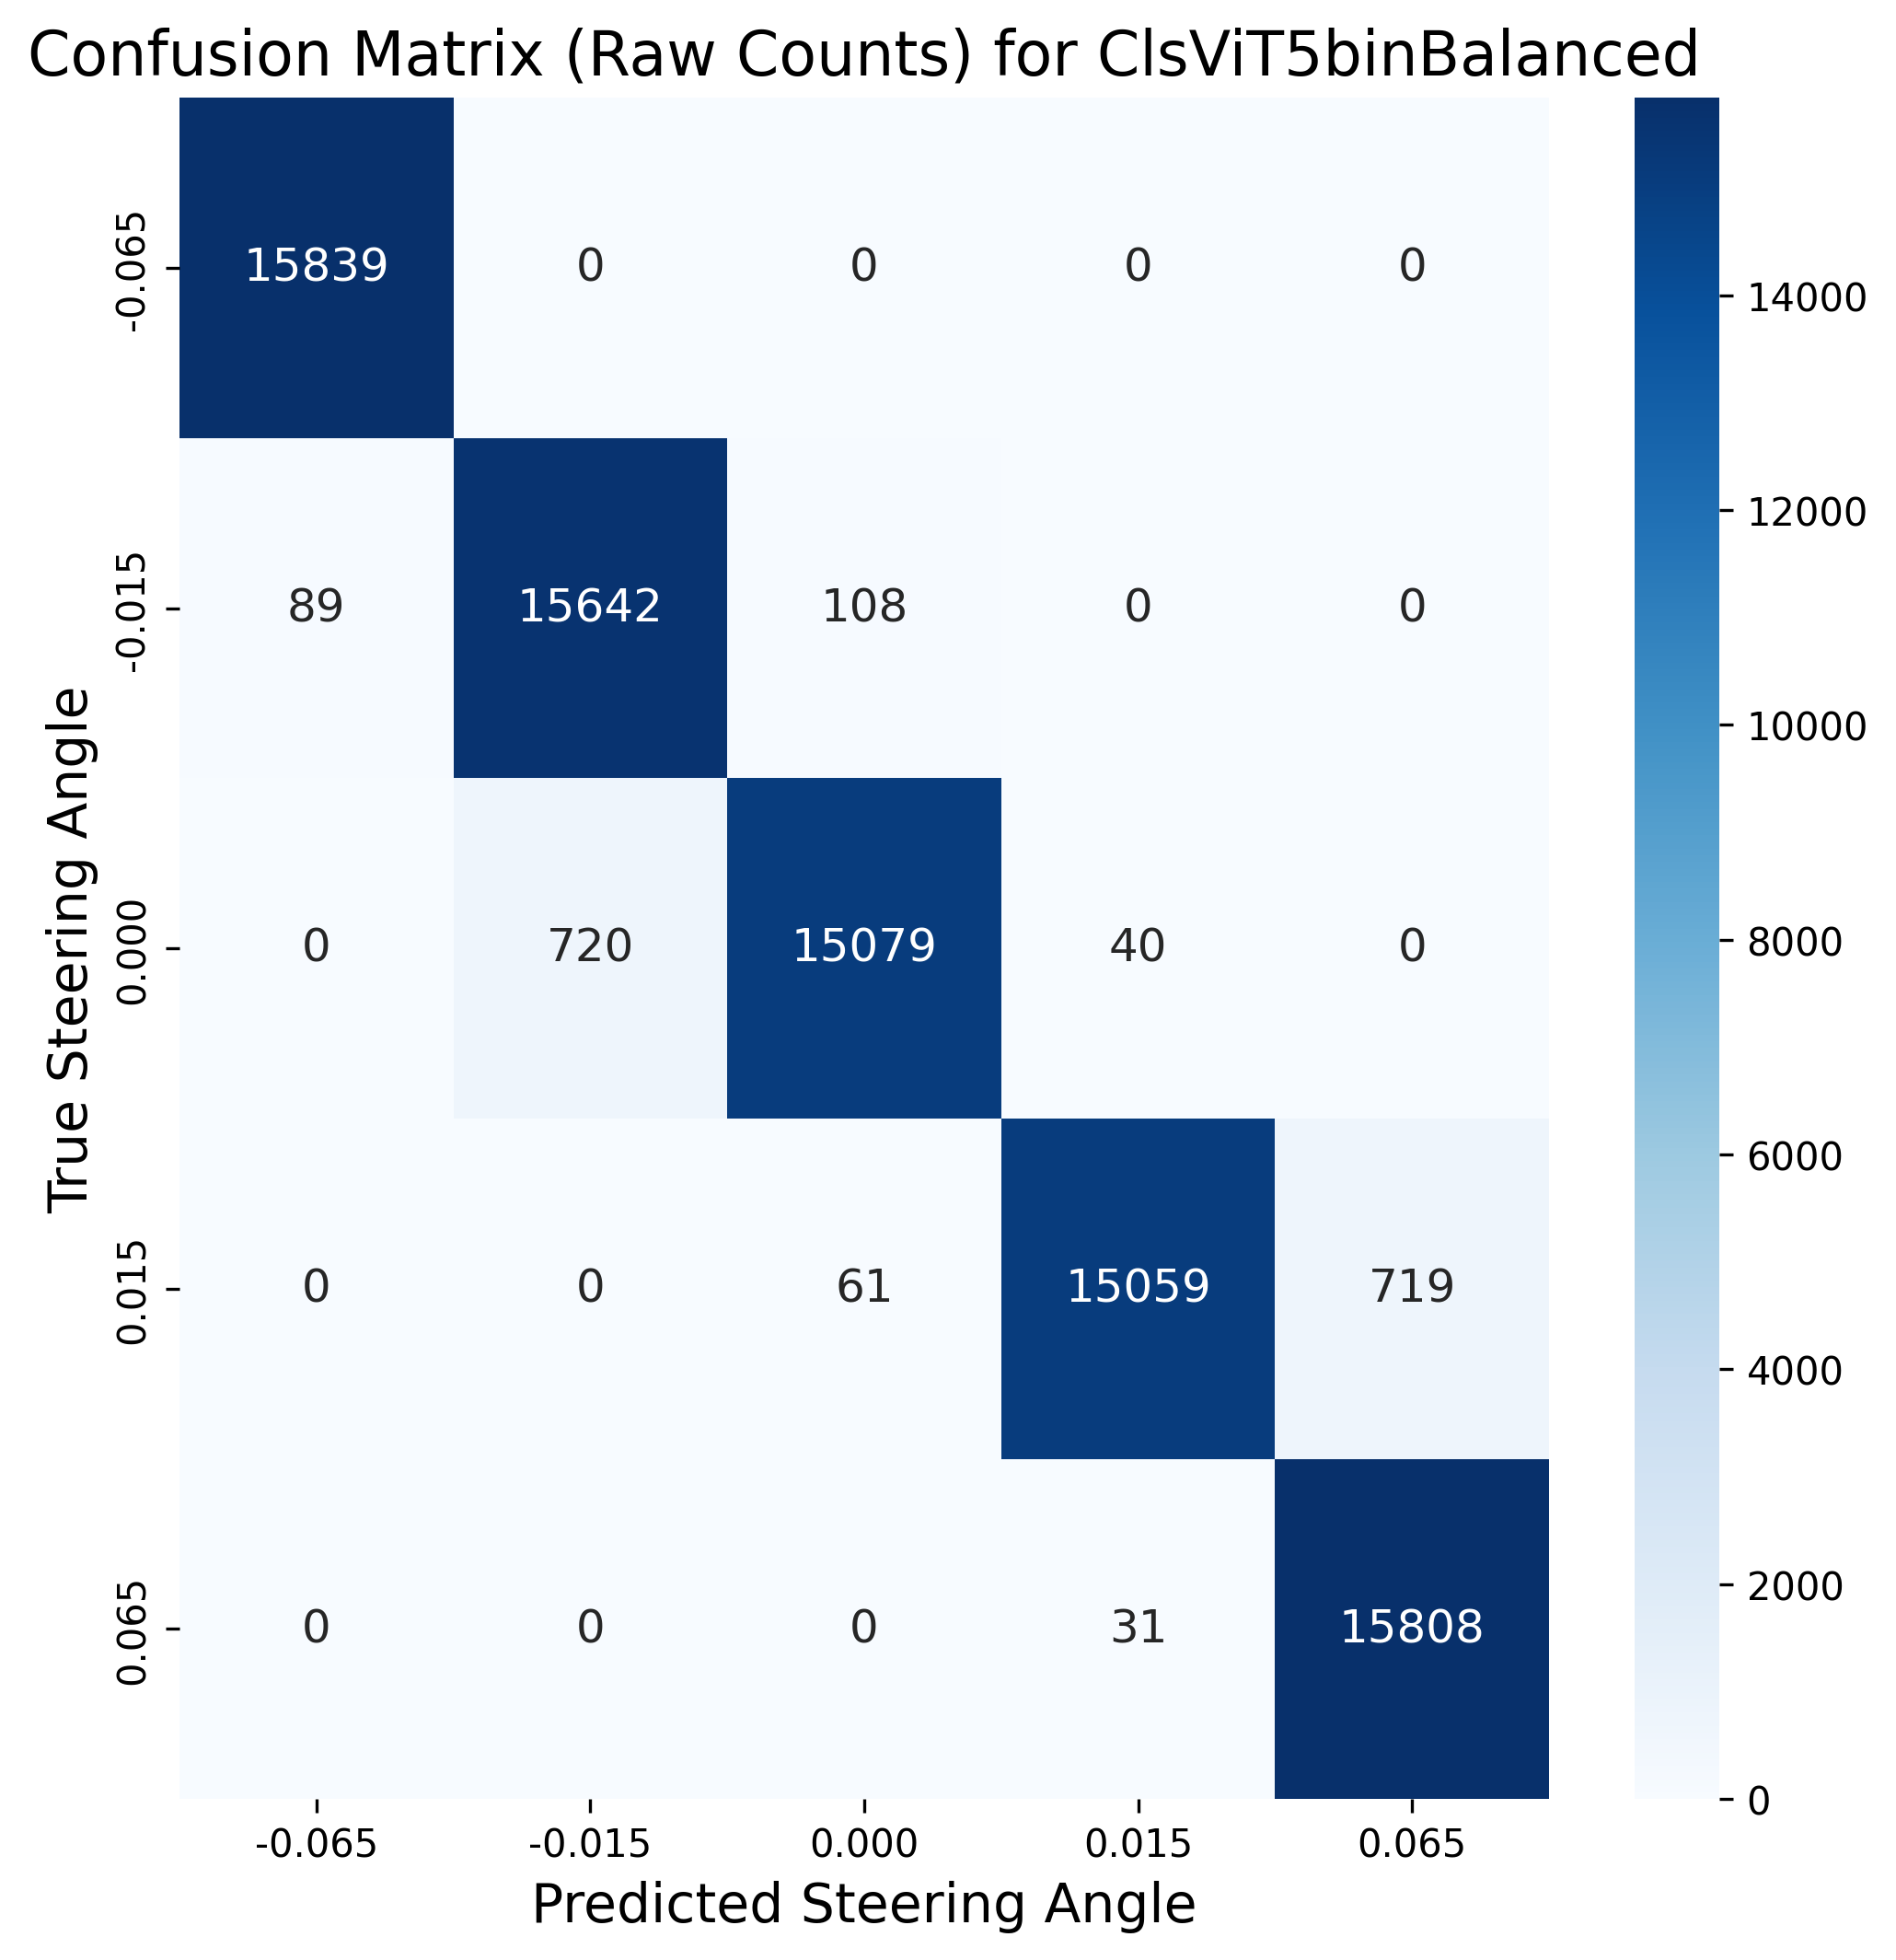 Confusion Matrix (Raw Counts) for ClsViT5binBalanced
True Steering Angle
-0.065 15839 0 0 0 0
-0.015 89 15642 108 0 0
0.000 0 720 15079 40 0
0.015 0 0 61 15059 719
0.065 0 0 0 31 15808
-0.065 -0.015 0.000 0.015 0.065
Predicted Steering Angle
14000
12000
10000
8000
6000
4000
2000
0